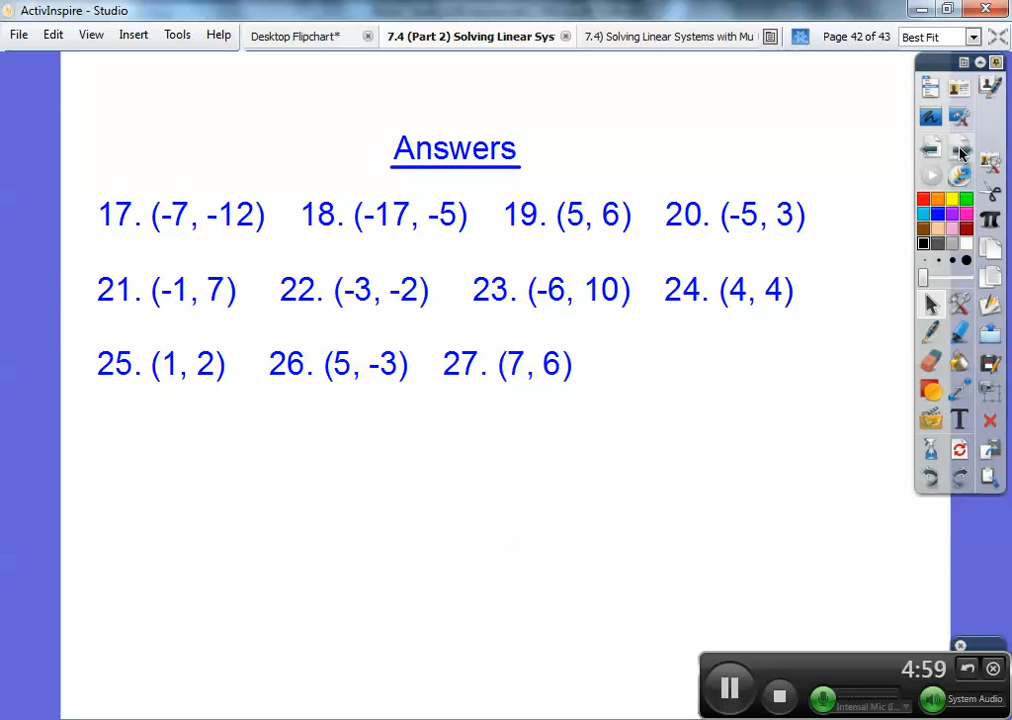 ActivInspire - Studio
File Edit View Insert Tools Help Desktop Flipchart* 7.4 (Part 2) Solving Linear Sys 7.4) Solving Linear Systems with Mu Page 42 of 43 Best Fit
Answers
17. (-7, -12) 18. (-17, -5) 19. (5, 6) 20. (-5, 3)
21. (-1, 7) 22. (-3, -2) 23. (-6, 10) 24. (4, 4)
25. (1, 2) 26. (5, -3) 27. (7, 6)
4:59
Internal Mic (I... System Audio